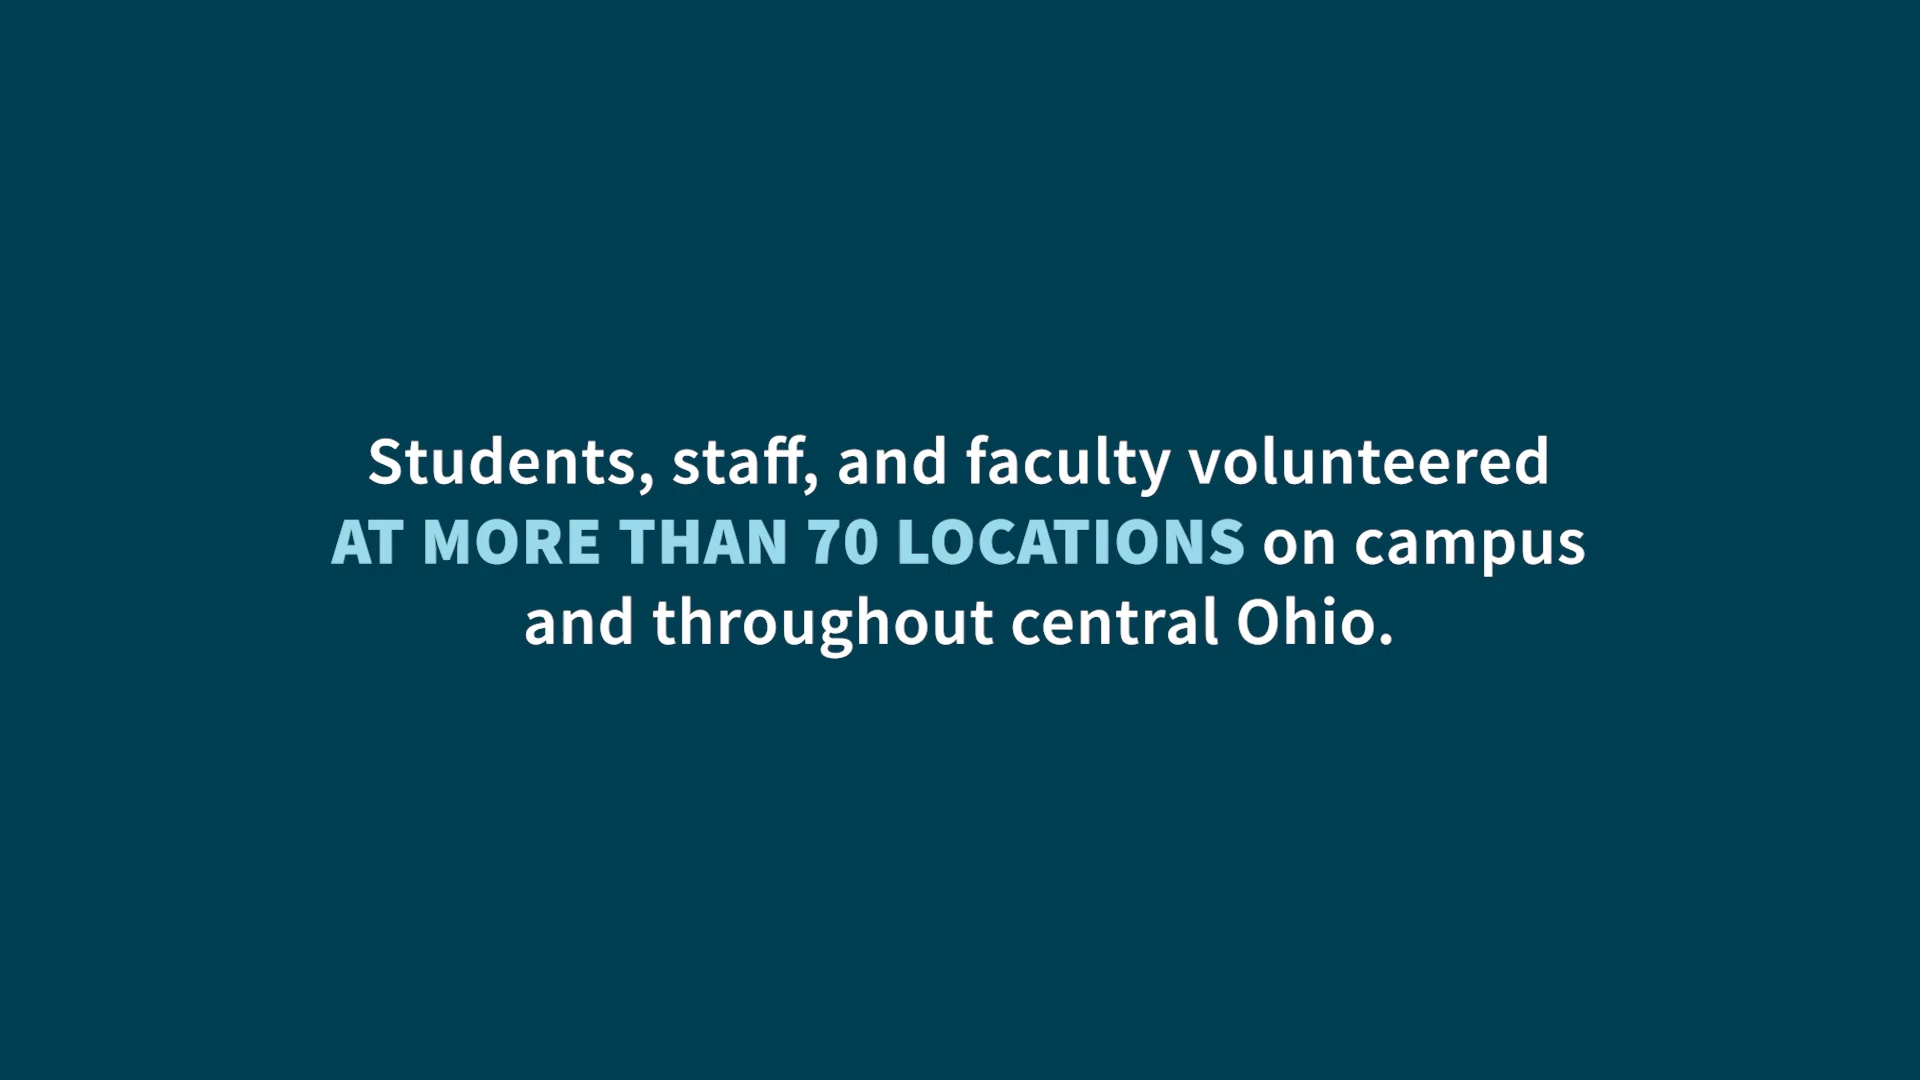 Students, staff, and faculty volunteered
AT MORE THAN 70 LOCATIONS on campus
and throughout central Ohio.